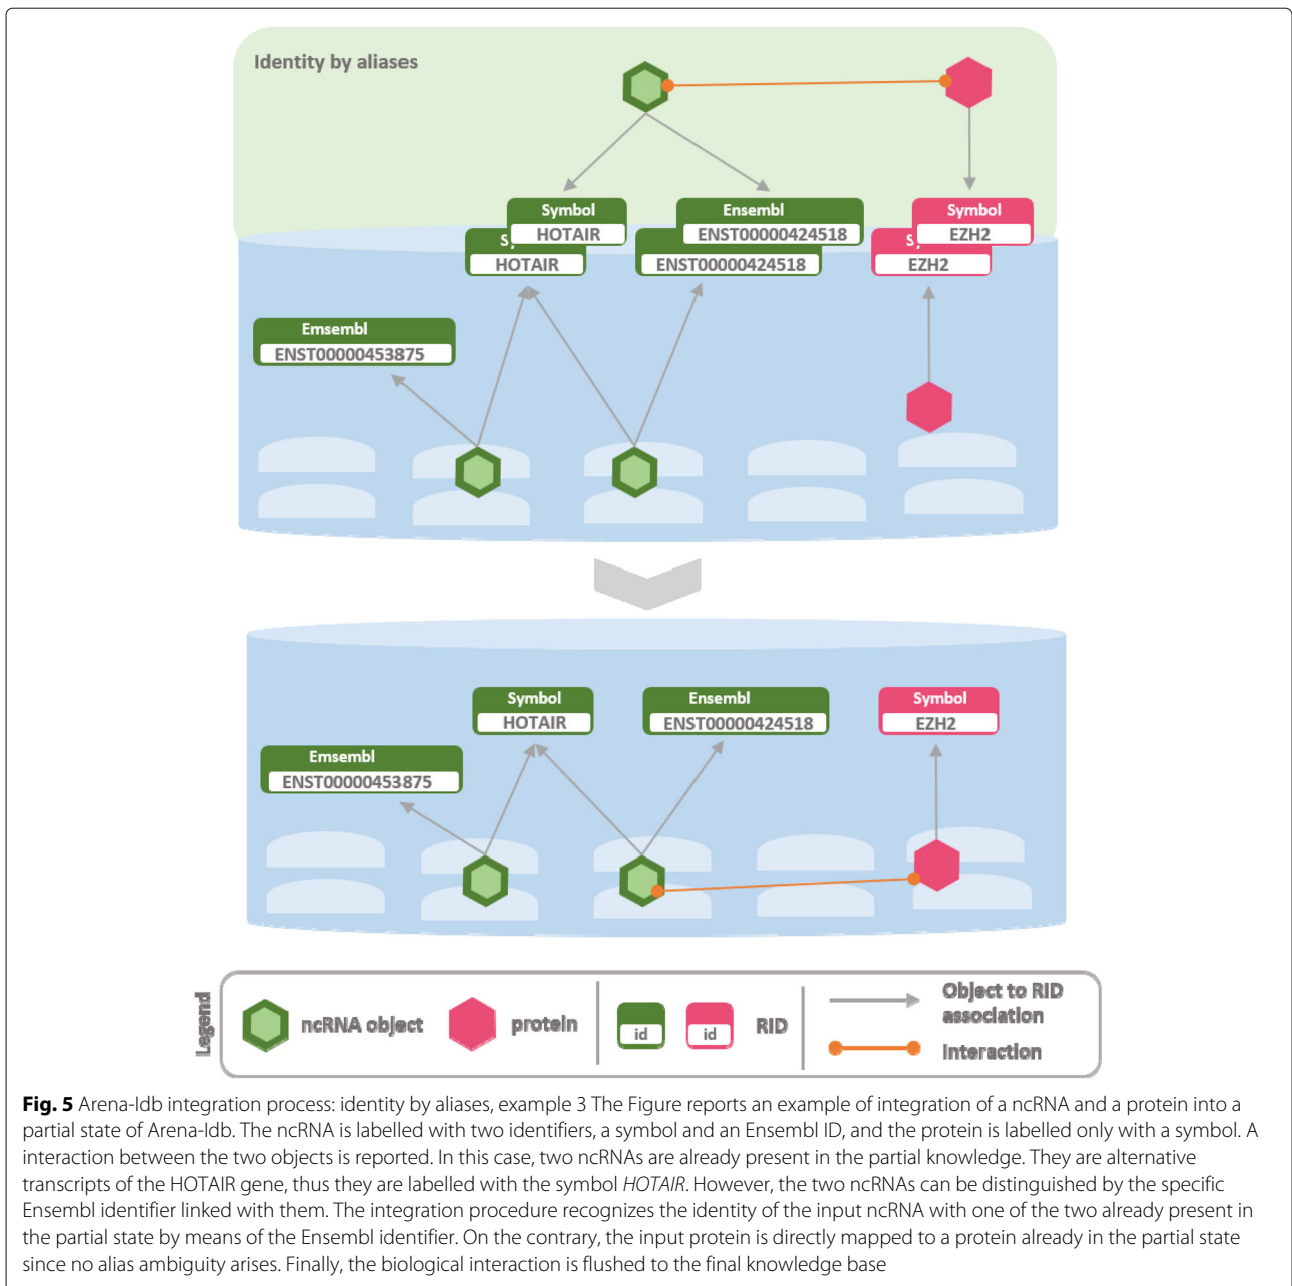 Identity by aliases
Symbol
HOTAIR
Ensembl
ENST00000424518
Symbol
EZH2
Sy
HOTAIR
ENST00000424518
Sy
EZH2
Emsembl
ENST00000453875
Symbol
HOTAIR
Ensembl
ENST00000424518
Symbol
EZH2
Emsembl
ENST00000453875
Legend
ncRNA object
protein
id
id
RID
Object to RID
association
Interaction
Fig. 5 Arena-Idb integration process: identity by aliases, example 3 The Figure reports an example of integration of a ncRNA and a protein into a
partial state of Arena-Idb. The ncRNA is labelled with two identifiers, a symbol and an Ensembl ID, and the protein is labelled only with a symbol. A
interaction between the two objects is reported. In this case, two ncRNAs are already present in the partial knowledge. They are alternative
transcripts of the HOTAIR gene, thus they are labelled with the symbol HOTAIR. However, the two ncRNAs can be distinguished by the specific
Ensembl identifier linked with them. The integration procedure recognizes the identity of the input ncRNA with one of the two already present in
the partial state by means of the Ensembl identifier. On the contrary, the input protein is directly mapped to a protein already in the partial state
since no alias ambiguity arises. Finally, the biological interaction is flushed to the final knowledge base